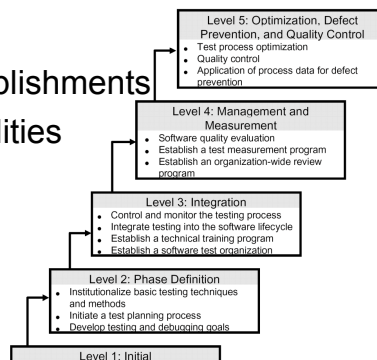 Level 5: Optimization, Defect
Prevention, and Quality Control
• Test process optimization
• Quality control
• Application of process data for defect
prevention
Level 4: Management and
Measurement
• Software quality evaluation
• Establish a test measurement program
• Establish an organization-wide review
program
Level 3: Integration
• Control and monitor the testing process
• Integrate testing into the software lifecycle
• Establish a technical training program
• Establish a software test organization
Level 2: Phase Definition
• Institutionalize basic testing techniques
and methods
• Initiate a test planning process
• Develop testing and debugging goals
Level 1: Initial